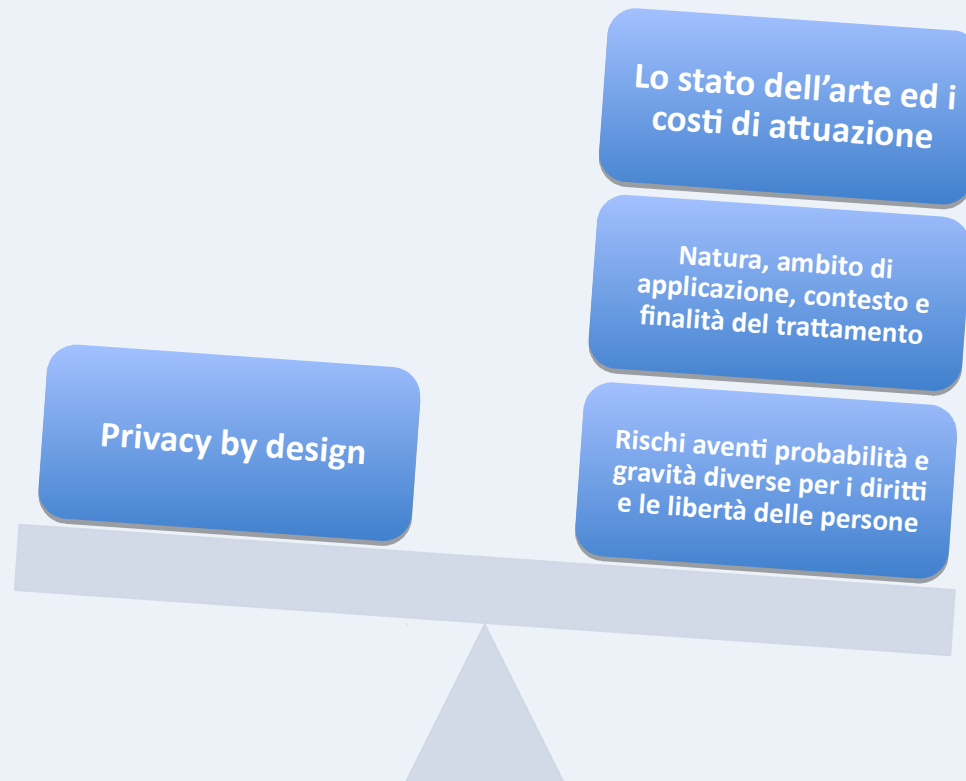 Lo stato dell’arte ed i
costi di attuazione
Natura, ambito di
applicazione, contesto e
finalità del trattamento
Privacy by design
Rischi aventi probabilità e
gravità diverse per i diritti
e le libertà delle persone